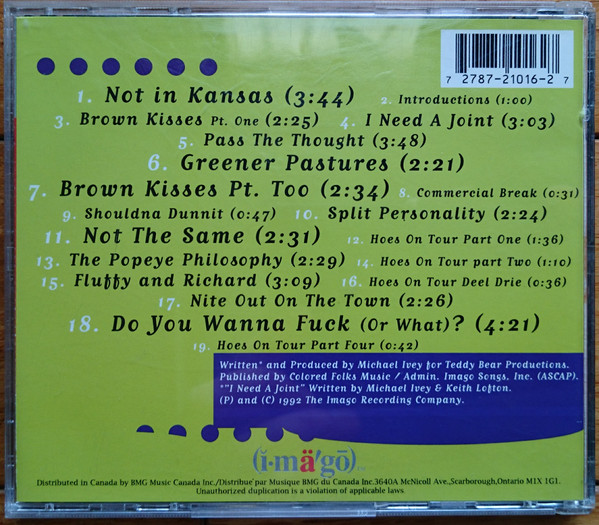 7 27871-21016-2 7
1. Not in Kansas (3:44) 2. Introductions (1:00)
3. Brown Kisses Pt. One (2:25) 4. I Need A Joint (3:03)
5. Pass The Thought (3:48)
6. Greener Pastures (2:21)
7. Brown Kisses Pt. Too (2:34) 8. Commercial Break (0:31)
9. Shouldna Dunnit (0:47) 10. Split Personality (2:24)
11. Not The Same (2:31) 12. Hoes On Tour Part One (1:36)
13. The Popeye Philosophy (2:29) 14. Hoes On Tour part Two (1:10)
15. Fluffy and Richard (3:09) 16. Hoes On Tour Deel Drie (0:36)
17. Nite Out On The Town (2:26)
18. Do You Wanna Fuck (Or What)? (4:21)
19. Hoes On Tour Part Four (0:42)
Written* and Produced by Michael Ivey for Teddy Bear Productions.
Published by Colored Folks Music / Admin. Imago Songs, Inc. (ASCAP).
*"I Need A Joint" Written by Michael Ivey & Keith Lofton.
(P) and (C) 1992 The Imago Recording Company.
(ĭ·mä'gō)™
Distributed in Canada by BMG Music Canada Inc./Distribué par Musique BMG du Canada Inc.3640A McNicoll Ave.,Scarborough,Ontario M1X 1G1.
Unauthorized duplication is a violation of applicable laws